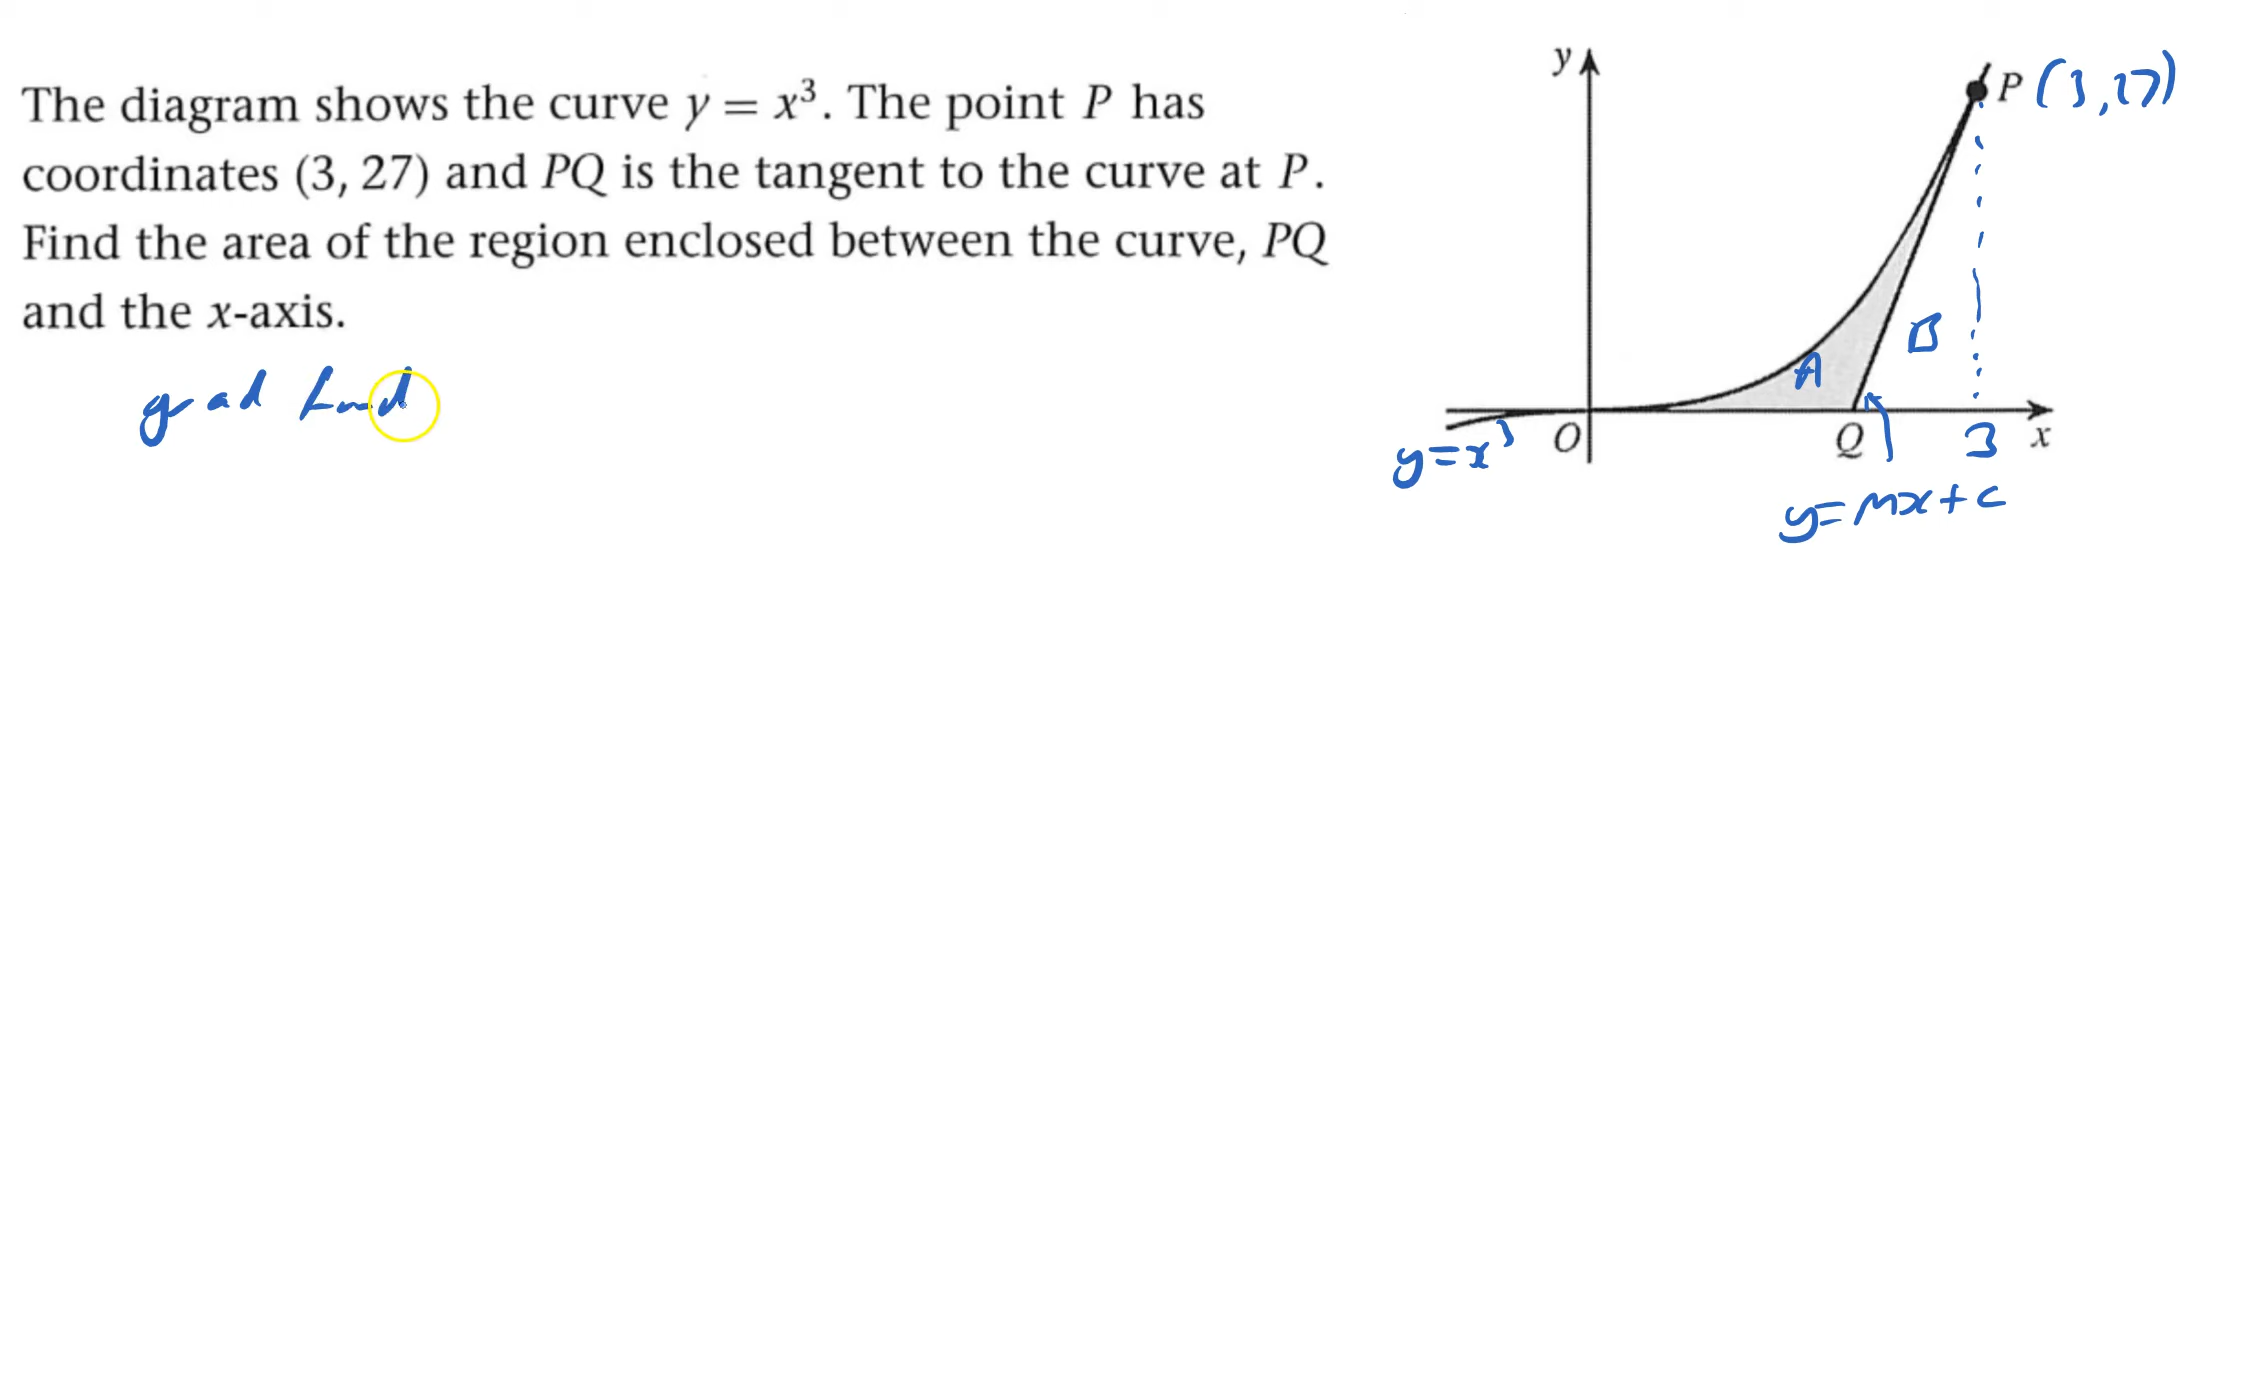 The diagram shows the curve y = x³. The point P has
coordinates (3, 27) and PQ is the tangent to the curve at P.
Find the area of the region enclosed between the curve, PQ
and the x-axis.
grad
y
P (3,27)
A
B
O
Q
3
x
y=x³
y=mx+c